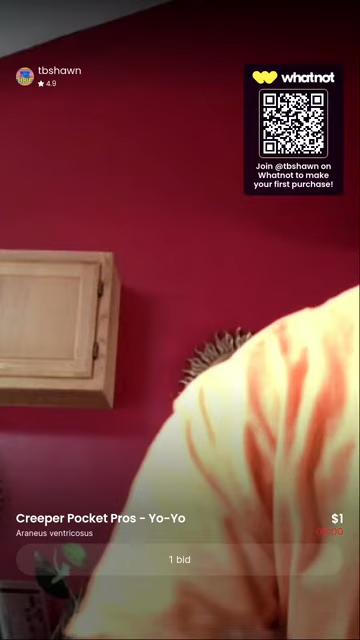 tbshawn
4.9
whatnot
Join @tbshawn on
Whatnot to make
your first purchase!
Creeper Pocket Pros - Yo-Yo
$1
Araneus ventricosus
1 bid